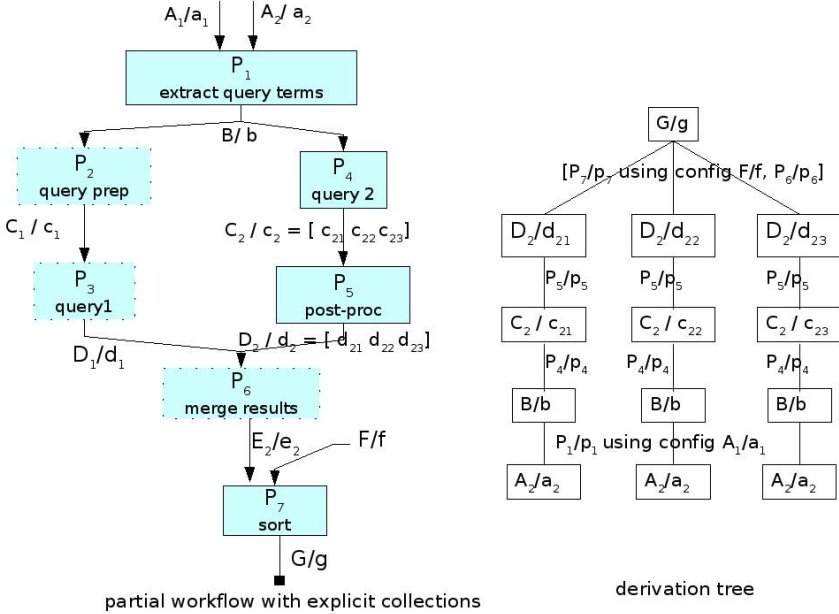 A₁/a₁ A₂/ a₂
P₁
extract query terms
B/ b
P₂
query prep
P₄
query 2
C₁ / c₁
C₂ / c₂ = [ c₂₁ c₂₂ c₂₃]
P₃
query1
P₅
post-proc
D₁/d₁
D₂ / d₂ = [ d₂₁ d₂₂ d₂₃]
P₆
merge results
E₂/e₂
F/f
P₇
sort
G/g
partial workflow with explicit collections
G/g
[P₇/p₇ using config F/f, P₆/p₆]
D₂/d₂₁ D₂/d₂₂ D₂/d₂₃
P₅/p₅ P₅/p₅ P₅/p₅
C₂ / c₂₁ C₂ / c₂₂ C₂ / c₂₃
P₄/p₄ P₄/p₄ P₄/p₄
B/b B/b B/b
P₁/p₁ using config A₁/a₁
A₂/a₂ A₂/a₂ A₂/a₂
derivation tree